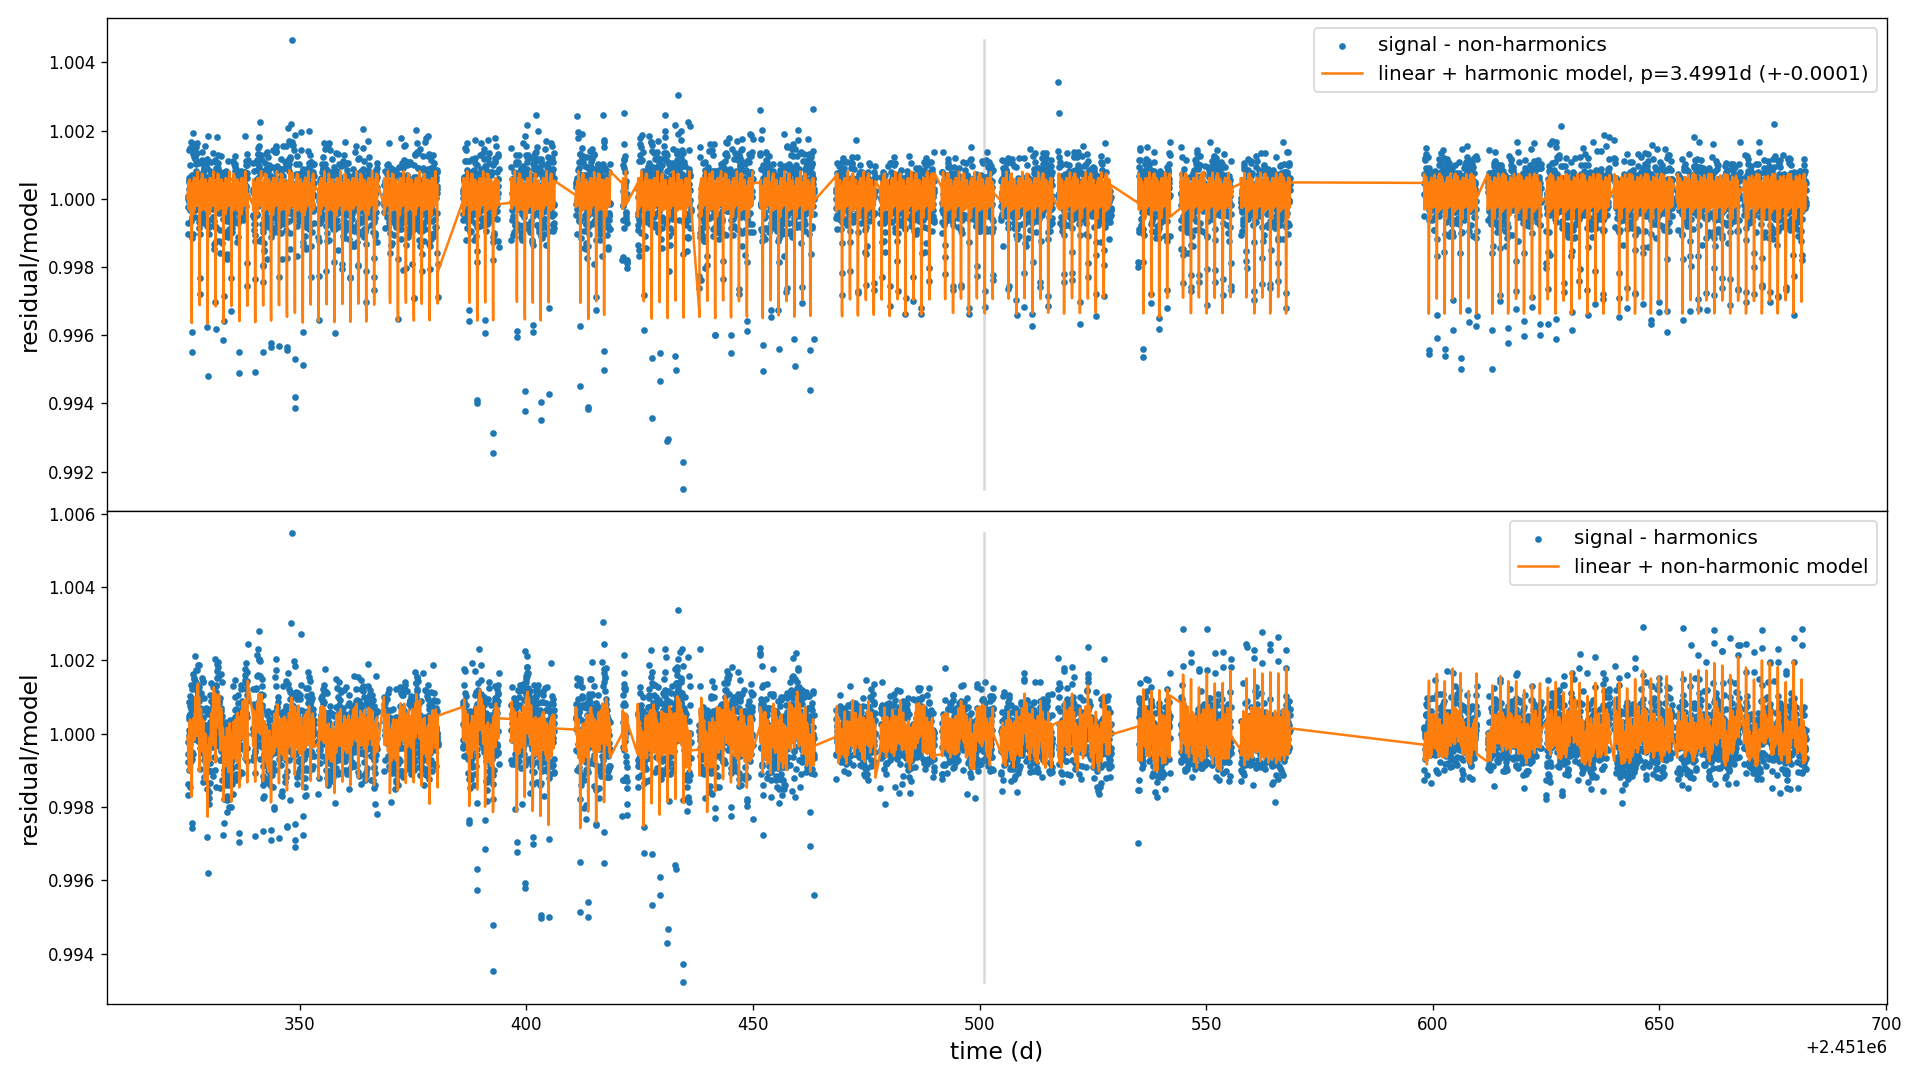 signal - non-harmonics
linear + harmonic model, p=3.4991d (+-0.0001)
1.004
1.002
1.000
0.998
0.996
0.994
0.992
residual/model
signal - harmonics
linear + non-harmonic model
1.006
1.004
1.002
1.000
0.998
0.996
0.994
residual/model
350 400 450 500 550 600 650 700
time (d)
+2.451e6